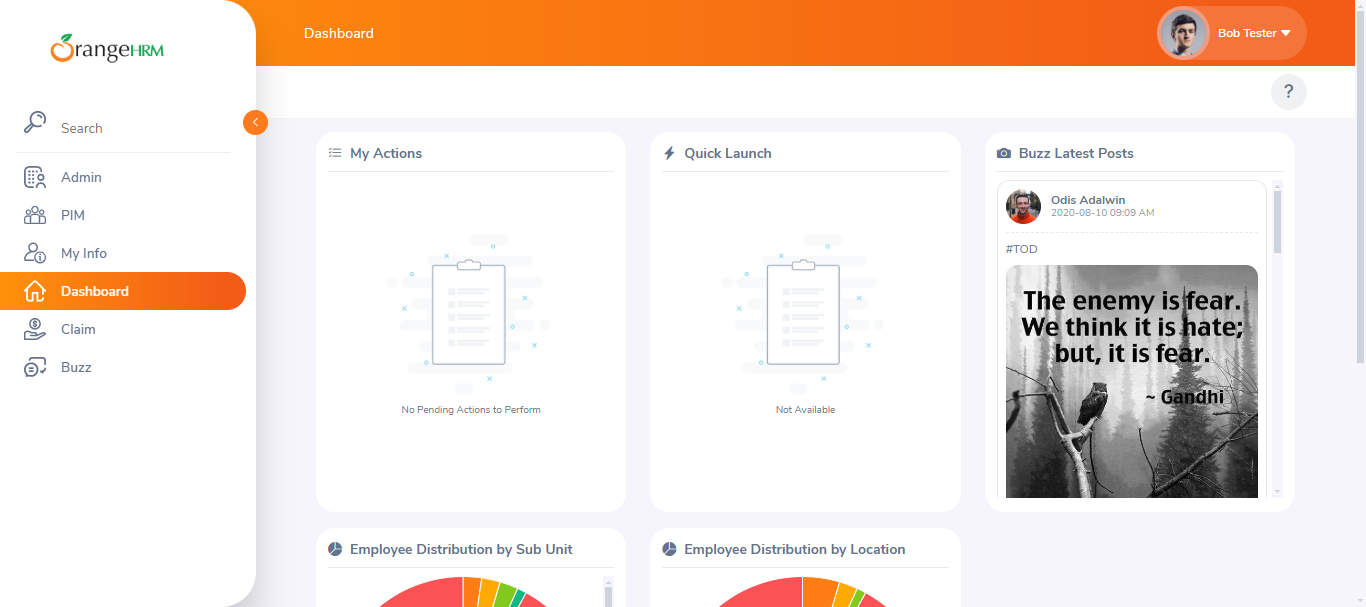 OrangeHRM
Dashboard
Bob Tester
?
Search
Admin
PIM
My Info
Dashboard
Claim
Buzz
My Actions
No Pending Actions to Perform
Quick Launch
Not Available
Buzz Latest Posts
Odis Adalwin
2020-08-10 09:09 AM
#TOD
The enemy is fear.
We think it is hate;
but, it is fear.
~ Gandhi
Employee Distribution by Sub Unit
Employee Distribution by Location